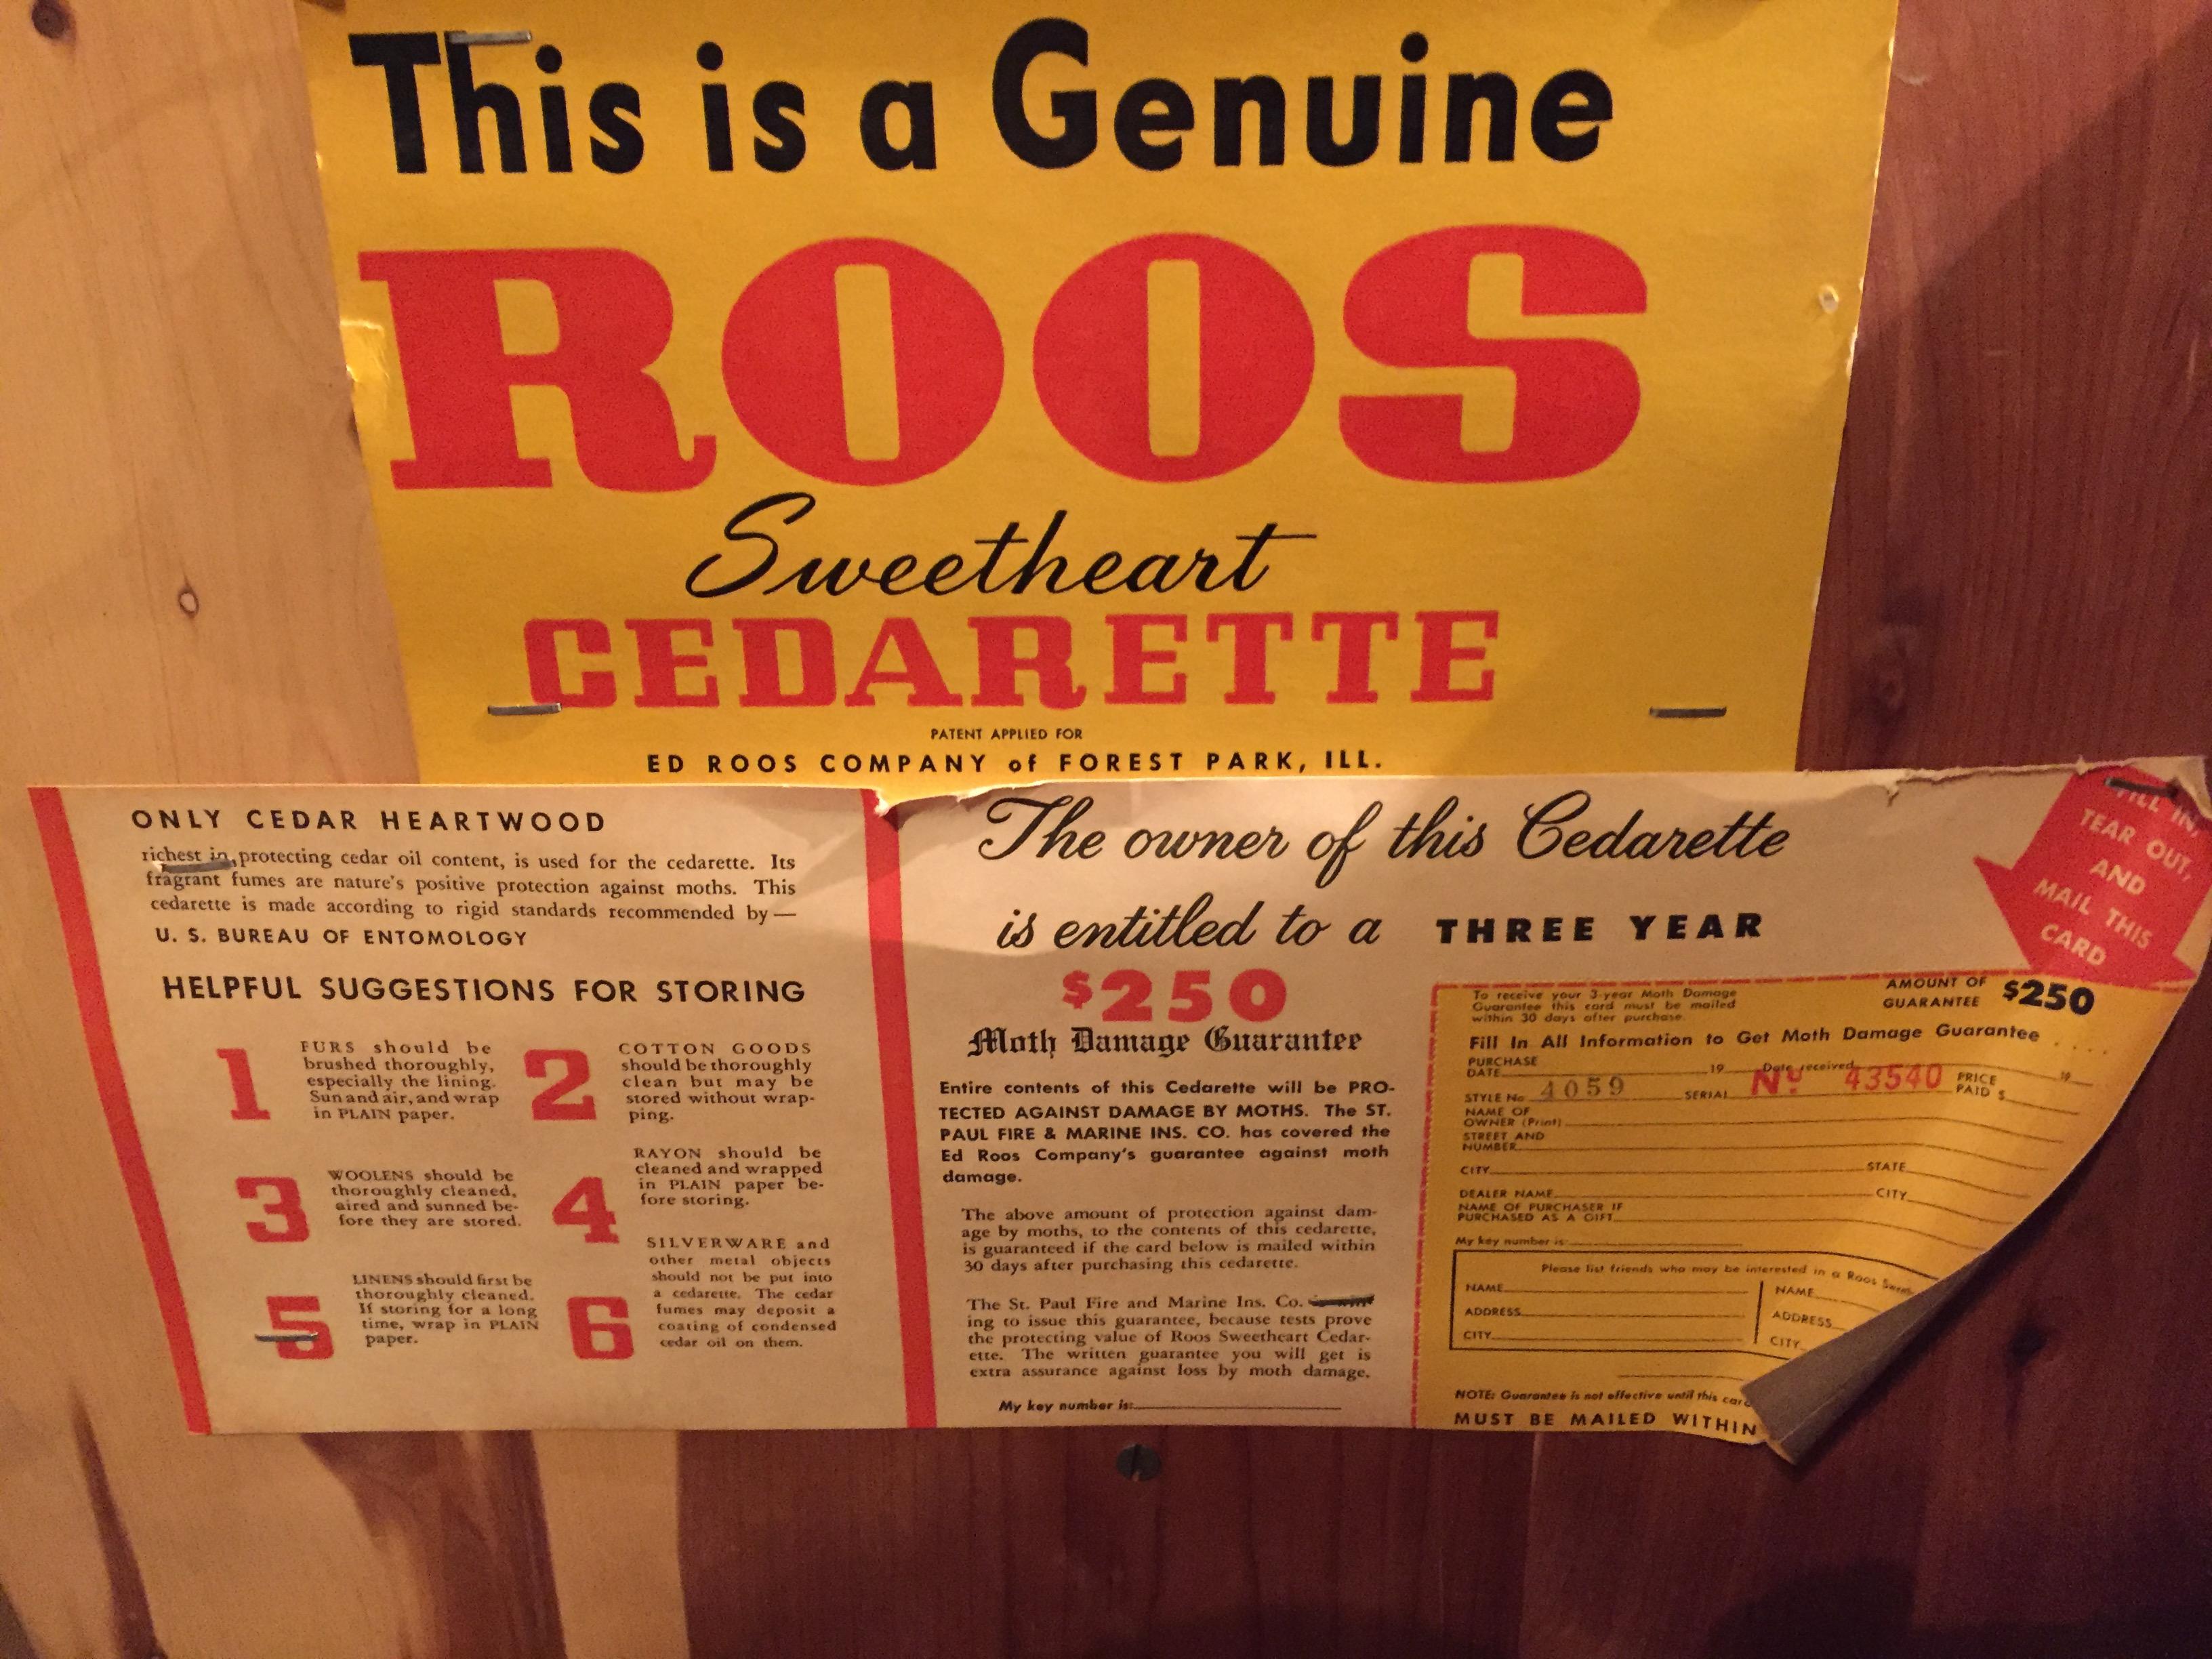 This is a Genuine
ROOS
Sweetheart
CEDARETTE
PATENT APPLIED FOR
ED ROOS COMPANY of FOREST PARK, ILL.
ONLY CEDAR HEARTWOOD
richest in protecting cedar oil content, is used for the cedarette. Its
fragrant fumes are nature's positive protection against moths. This
cedarette is made according to rigid standards recommended by —
U. S. BUREAU OF ENTOMOLOGY
HELPFUL SUGGESTIONS FOR STORING
1
FURS should be
brushed thoroughly,
especially the lining.
Sun and air, and wrap
in PLAIN paper.
2
COTTON GOODS
should be thoroughly
clean but may be
stored without wrap-
ping.
3
WOOLENS should be
thoroughly cleaned,
aired and sunned be-
fore they are stored.
4
RAYON should be
cleaned and wrapped
in PLAIN paper be-
fore storing.
5
LINENS should first be
thoroughly cleaned.
If storing for a long
time, wrap in PLAIN
paper.
6
SILVERWARE and
other metal objects
should not be put into
a cedarette. The cedar
fumes may deposit a
coating of condensed
cedar oil on them.
The owner of this Cedarette
is entitled to a THREE YEAR
$250
Moth Damage Guarantee
Entire contents of this Cedarette will be PRO-
TECTED AGAINST DAMAGE BY MOTHS. The ST.
PAUL FIRE & MARINE INS. CO. has covered the
Ed Roos Company's guarantee against moth
damage.
The above amount of protection against dam-
age by moths, to the contents of this cedarette,
is guaranteed if the card below is mailed within
30 days after purchasing this cedarette.
The St. Paul Fire and Marine Ins. Co.
ing to issue this guarantee, because tests prove
the protecting value of Roos Sweetheart Cedar-
ette. The written guarantee you will get is
extra assurance against loss by moth damage.
My key number is:
FILL IN,
TEAR OUT,
AND
MAIL THIS
CARD
To receive your 3-year Moth Damage
Guarantee this card must be mailed
within 30 days after purchase.
AMOUNT OF
GUARANTEE $250
Fill In All Information to Get Moth Damage Guarantee . . . .
PURCHASE
DATE 19 Date received 19
STYLE No. 4059 SERIAL No 43540 PRICE
PAID $
NAME OF
OWNER (Print)
STREET AND
NUMBER
CITY STATE
DEALER NAME CITY
NAME OF PURCHASER IF
PURCHASED AS A GIFT
My key number is:
Please list friends who may be interested in a Roos
NAME NAME
ADDRESS ADDRESS
CITY CITY
NOTE: Guarantee is not effective until this card
MUST BE MAILED WITHIN